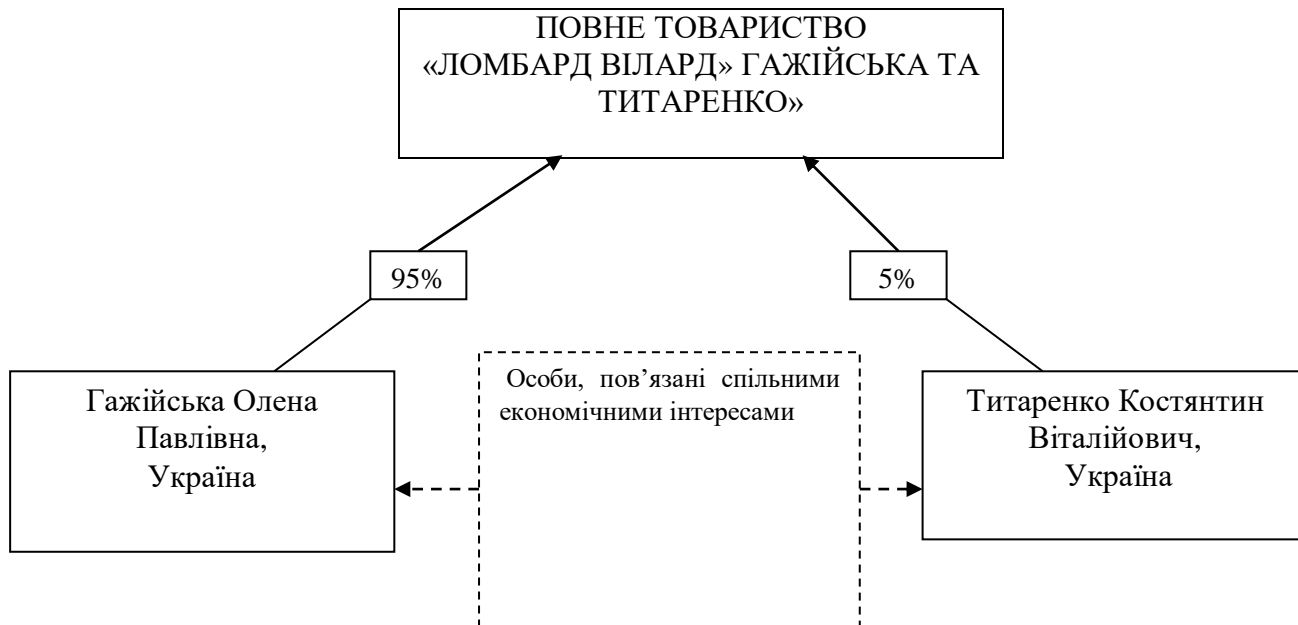 ПОВНЕ ТОВАРИСТВО
«ЛОМБАРД ВІЛАРД» ГАЖІЙСЬКА ТА
ТИТАРЕНКО»
95%
5%
Гажійська Олена
Павлівна,
Україна
Особи, пов’язані спільними
економічними інтересами
Титаренко Костянтин
Віталійович,
Україна